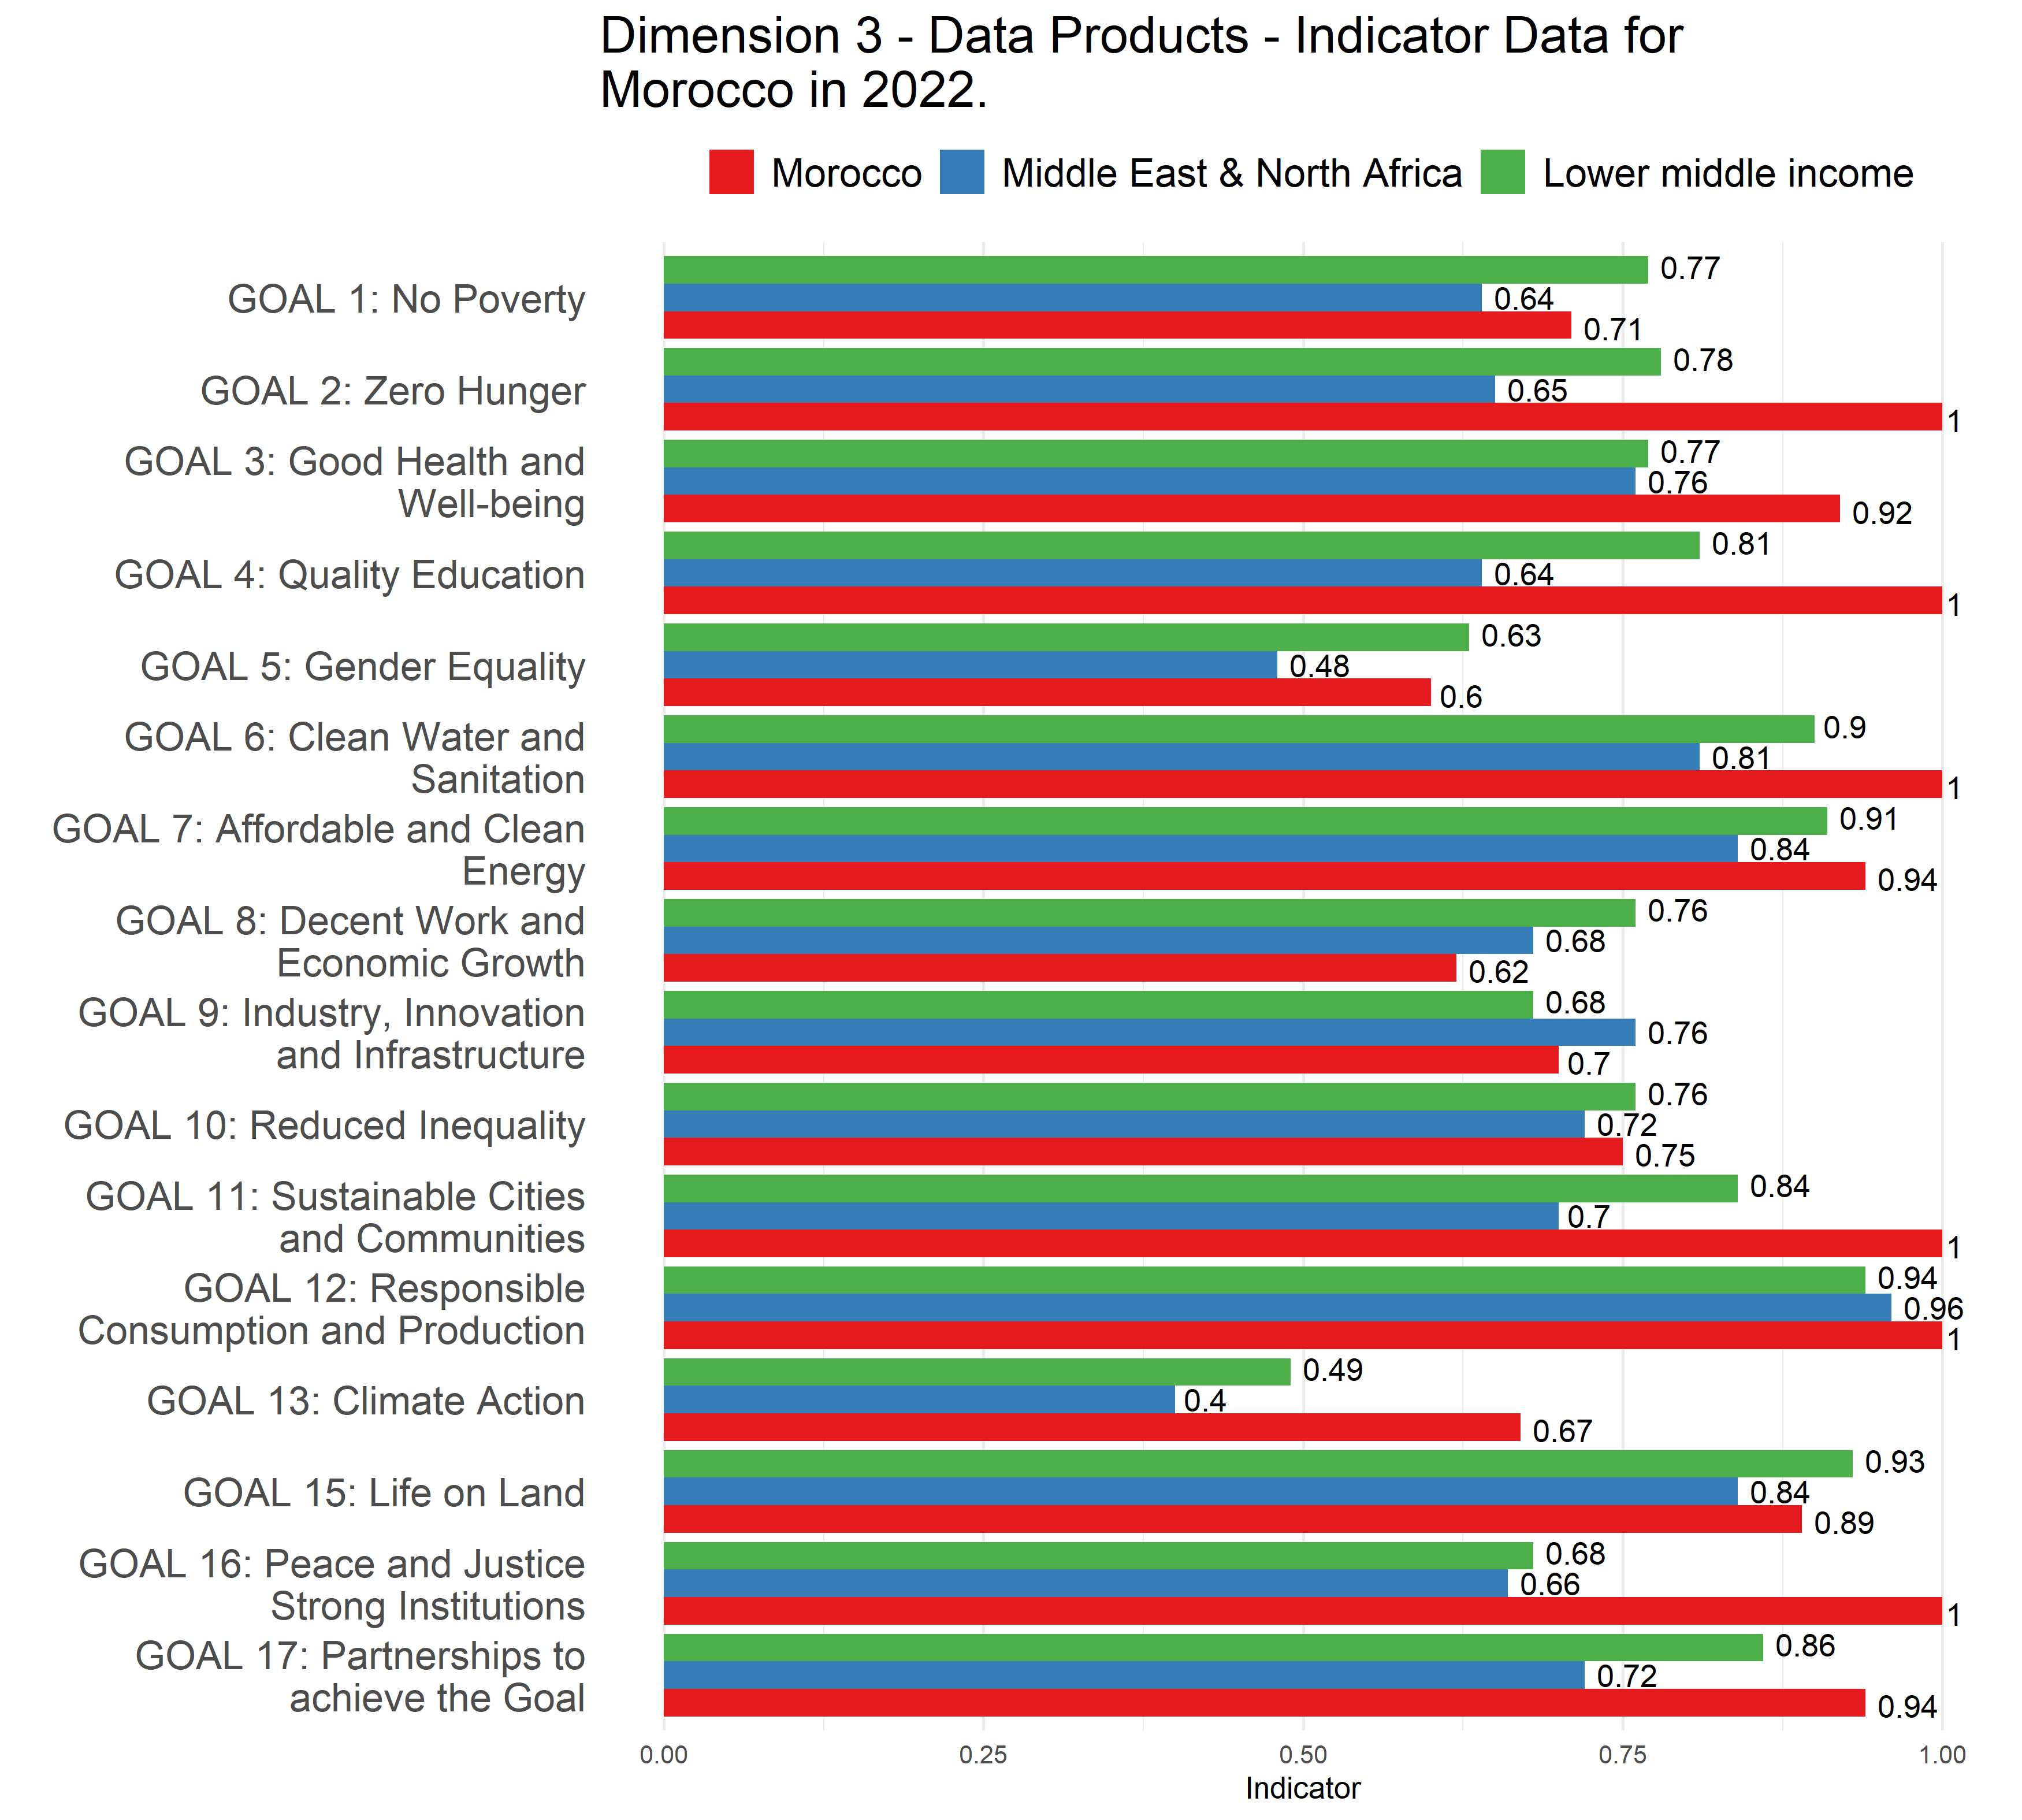 Dimension 3 - Data Products - Indicator Data for
Morocco in 2022.
Morocco Middle East & North Africa Lower middle income
GOAL 1: No Poverty
0.77
0.64
0.71
GOAL 2: Zero Hunger
0.78
0.65
1
GOAL 3: Good Health and
Well-being
0.77
0.76
0.92
GOAL 4: Quality Education
0.81
0.64
1
GOAL 5: Gender Equality
0.63
0.48
0.6
GOAL 6: Clean Water and
Sanitation
0.9
0.81
1
GOAL 7: Affordable and Clean
Energy
0.91
0.84
0.94
GOAL 8: Decent Work and
Economic Growth
0.76
0.68
0.62
GOAL 9: Industry, Innovation
and Infrastructure
0.68
0.76
0.7
GOAL 10: Reduced Inequality
0.76
0.72
0.75
GOAL 11: Sustainable Cities
and Communities
0.84
0.7
1
GOAL 12: Responsible
Consumption and Production
0.94
0.96
1
GOAL 13: Climate Action
0.49
0.4
0.67
GOAL 15: Life on Land
0.93
0.84
0.89
GOAL 16: Peace and Justice
Strong Institutions
0.68
0.66
1
GOAL 17: Partnerships to
achieve the Goal
0.86
0.72
0.94
0.00 0.25 0.50 0.75 1.00
Indicator